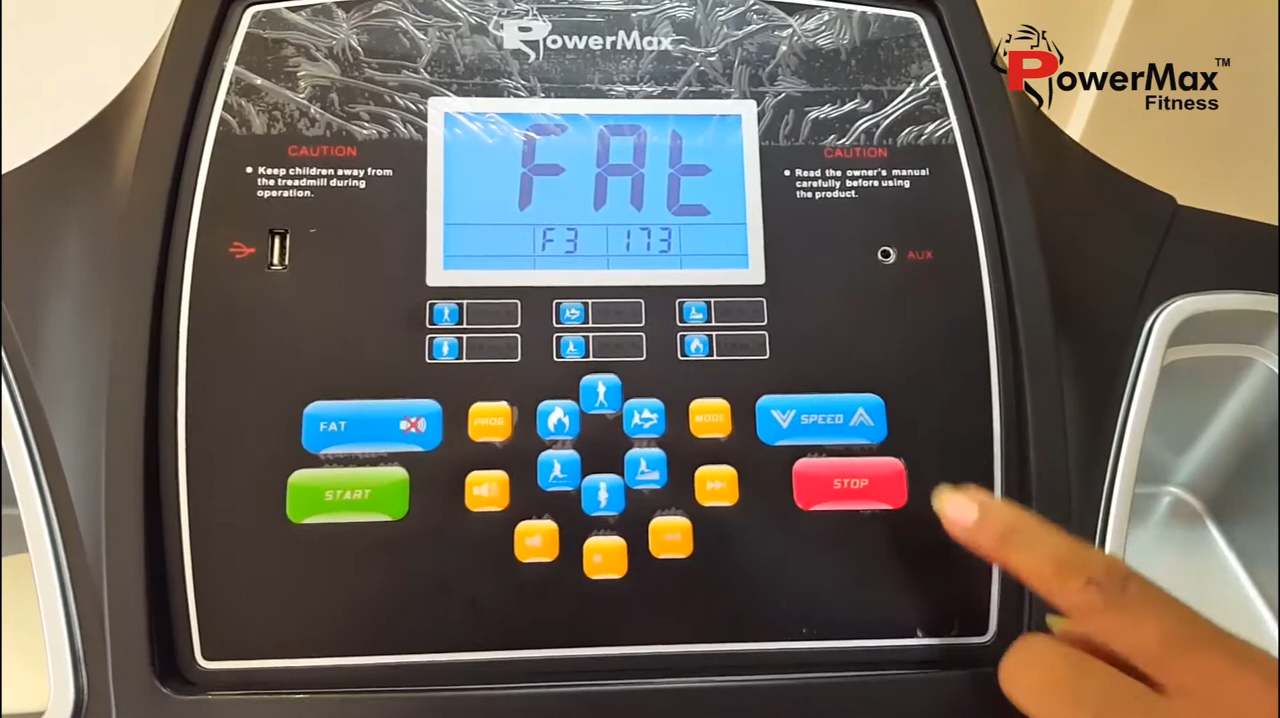 PowerMax
PowerMax TM
Fitness
CAUTION
• Keep children away from
the treadmill during
operation.
FAt
F3 173
CAUTION
• Read the owner's manual
carefully before using
the product.
AUX
FAT
PROG
MODE
SPEED
START
STOP